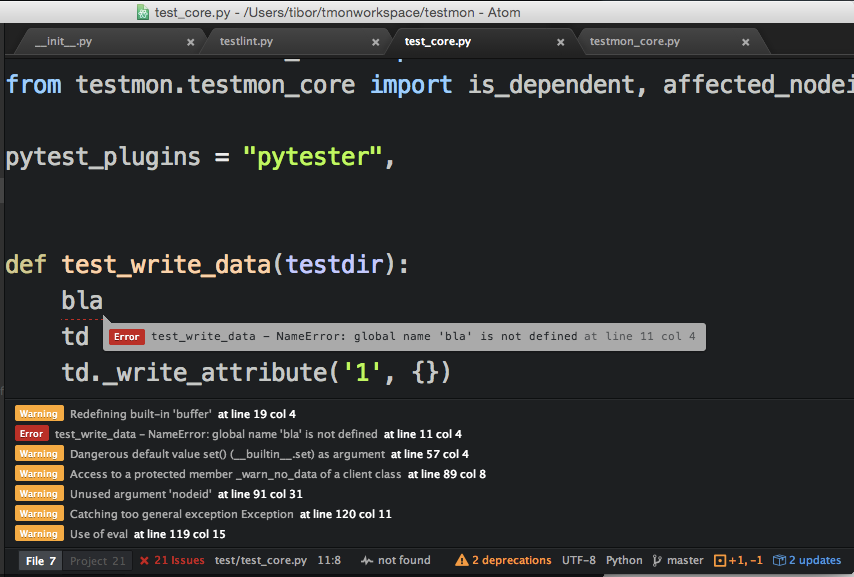 test_core.py - /Users/tibor/tmonworkspace/testmon - Atom
__init__.py × testlint.py × test_core.py × testmon_core.py ×
from testmon.testmon_core import is_dependent, affected_nodei
pytest_plugins = "pytester",
def test_write_data(testdir):
bla
Error test_write_data – NameError: global name 'bla' is not defined at line 11 col 4
td
td._write_attribute('1', {})
Warning Redefining built-in 'buffer' at line 19 col 4
Error test_write_data – NameError: global name 'bla' is not defined at line 11 col 4
Warning Dangerous default value set() (__builtin__.set) as argument at line 57 col 4
Warning Access to a protected member _warn_no_data of a client class at line 89 col 8
Warning Unused argument 'nodeid' at line 91 col 31
Warning Catching too general exception Exception at line 120 col 11
Warning Use of eval at line 119 col 15
File 7 Project 21 × 21 Issues test/test_core.py 11:8 not found 2 deprecations UTF-8 Python master +1, -1 2 updates